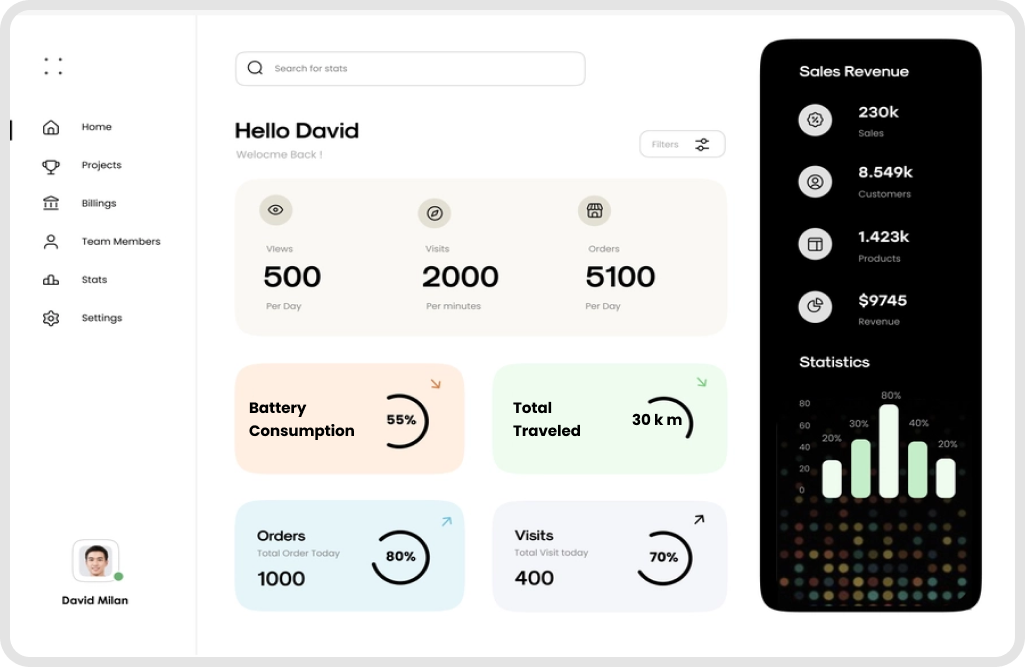 Home
Projects
Billings
Team Members
Stats
Settings
David Milan
Search for stats
Hello David
Welocme Back !
Filters
Views
500
Per Day
Visits
2000
Per minutes
Orders
5100
Per Day
Battery
Consumption
55%
Total
Traveled
30 k m
Orders
Total Order Today
1000
80%
Visits
Total Visit today
400
70%
Sales Revenue
230k
Sales
8.549k
Customers
1.423k
Products
$9745
Revenue
Statistics
80
60
40
20
0
20%
30%
80%
40%
20%